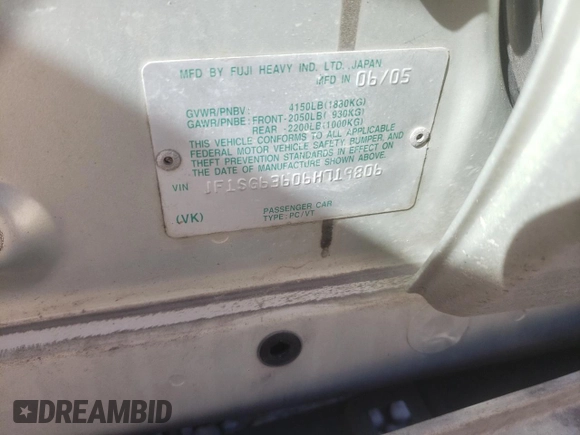 MFD BY FUJI HEAVY IND. LTD. JAPAN
MFD IN 06/05
GVWR/PNBV: 4150LB(1830KG)
GAWR/PNBE: FRONT-2050LB( 930KG)
REAR -2200LB(1000KG)
THIS VEHICLE CONFORMS TO ALL APPLICABLE
FEDERAL MOTOR VEHICLE SAFETY, BUMPER, AND
THEFT PREVENTION STANDARDS IN EFFECT ON
THE DATE OF MANUFACTURE SHOWN ABOVE.
VIN
(VK) PASSENGER CAR
TYPE: PC/VT
DREAMBID